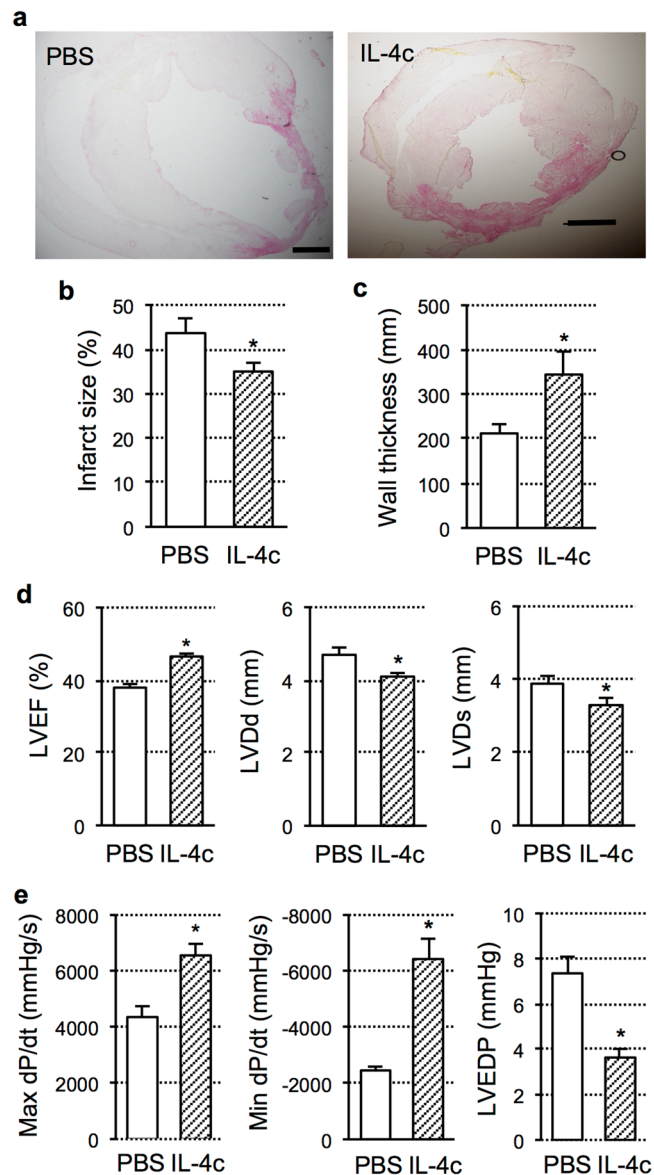 a
PBS
IL-4c
b
50
40
30
20
10
0
Infarct size (%)
*
PBS IL-4c
c
500
400
300
200
100
0
Wall thickness (mm)
*
PBS IL-4c
d
60
40
20
0
LVEF (%)
*
PBS IL-4c
6
4
2
0
LVDd (mm)
*
PBS IL-4c
6
4
2
0
LVDs (mm)
*
PBS IL-4c
e
8000
6000
4000
2000
0
Max dP/dt (mmHg/s)
*
PBS IL-4c
-8000
-6000
-4000
-2000
0
Min dP/dt (mmHg/s)
*
PBS IL-4c
10
8
6
4
2
0
LVEDP (mmHg)
*
PBS IL-4c